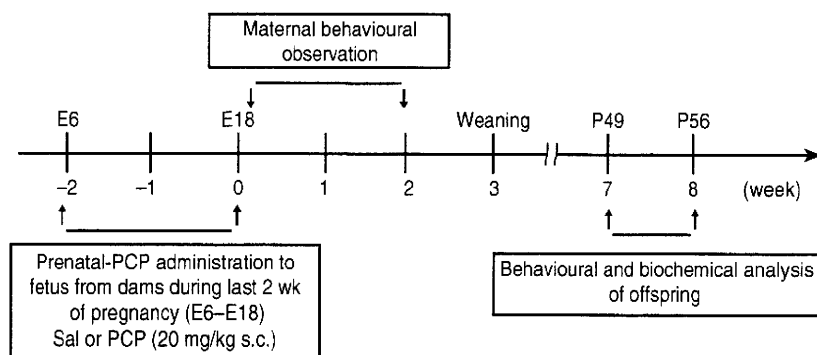 Maternal behavioural
observation
E6 E18 Weaning P49 P56
–2 –1 0 1 2 3 7 8 (week)
Prenatal-PCP administration to
fetus from dams during last 2 wk
of pregnancy (E6–E18)
Sal or PCP (20 mg/kg s.c.)
Behavioural and biochemical analysis
of offspring